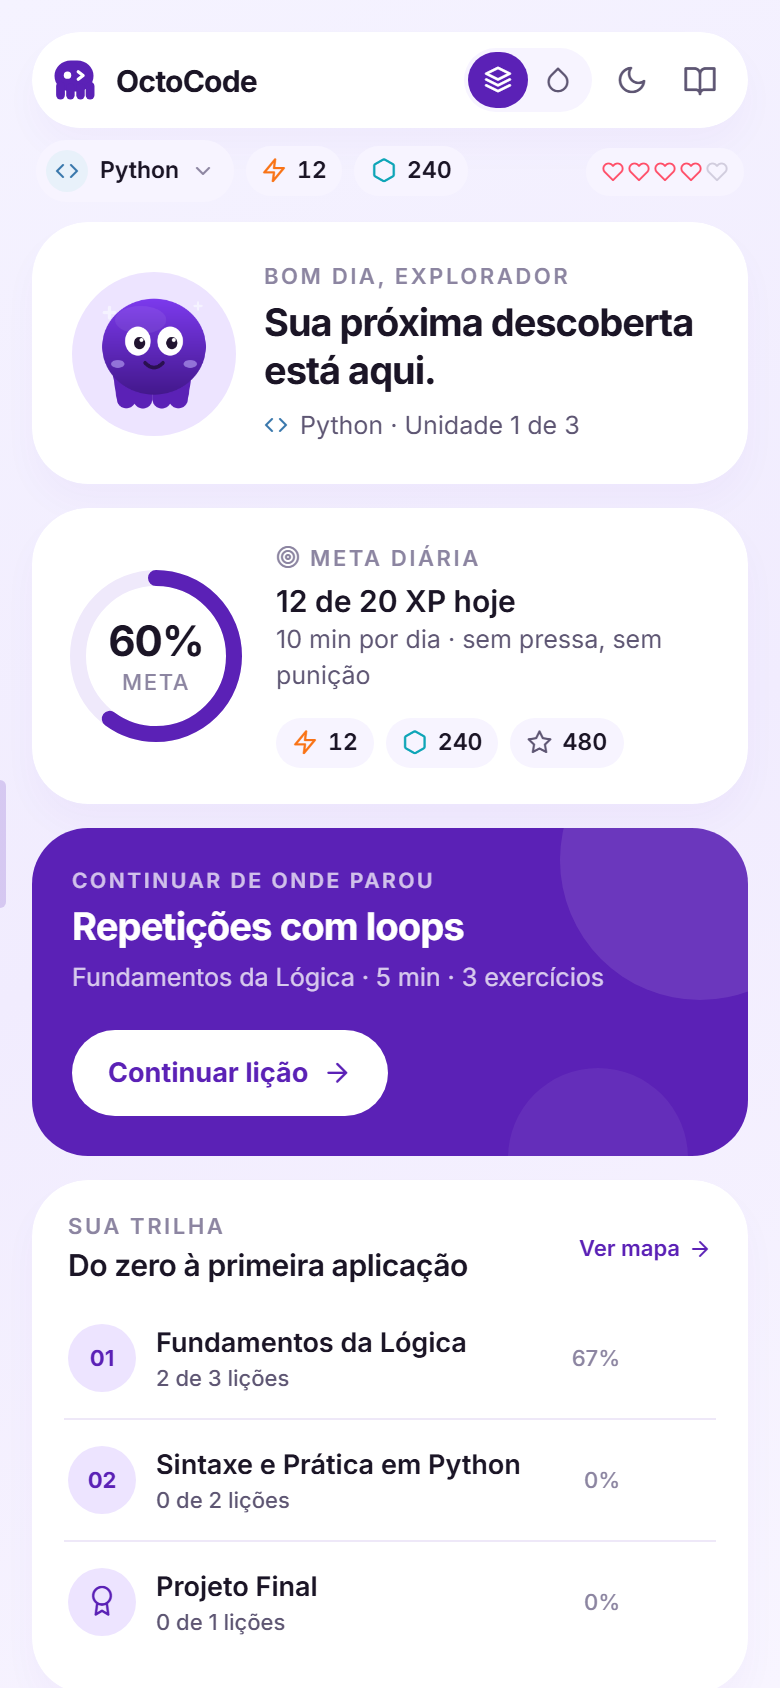 OctoCode
Python
12
240
BOM DIA, EXPLORADOR
Sua próxima descoberta
está aqui.
Python · Unidade 1 de 3
60%
META
META DIÁRIA
12 de 20 XP hoje
10 min por dia · sem pressa, sem
punição
12
240
480
CONTINUAR DE ONDE PAROU
Repetições com loops
Fundamentos da Lógica · 5 min · 3 exercícios
Continuar lição
SUA TRILHA
Do zero à primeira aplicação
Ver mapa
01
Fundamentos da Lógica
2 de 3 lições
67%
02
Sintaxe e Prática em Python
0 de 2 lições
0%
Projeto Final
0 de 1 lições
0%